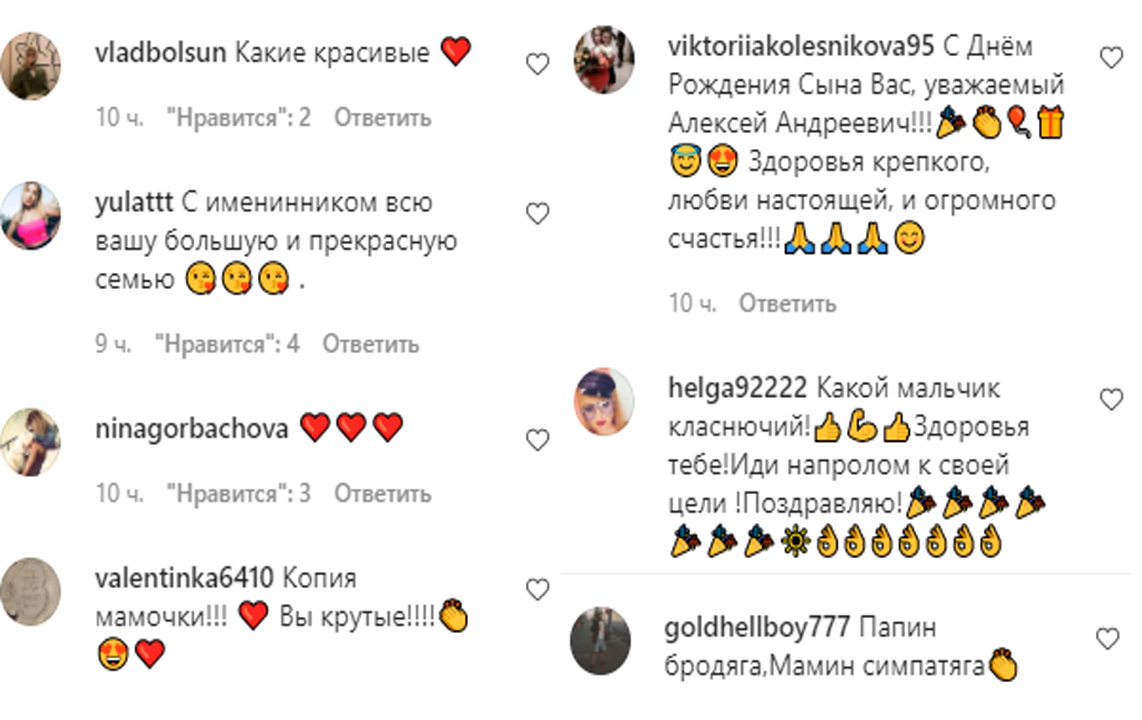 vladbolsun Какие красивые ❤️
10 ч. "Нравится": 2 Ответить
yulattt С именинником всю
вашу большую и прекрасную
семью 😘😘😘 .
9 ч. "Нравится": 4 Ответить
ninagorbachova ❤️❤️❤️
10 ч. "Нравится": 3 Ответить
valentinka6410 Копия
мамочки!!! ❤️ Вы крутые!!!!👏
😍❤️
viktoriiakolesnikova95 С Днём
Рождения Сына Вас, уважаемый
Алексей Андреевич!!!🎉👏🎈🎁
😇😍 Здоровья крепкого,
любви настоящей, и огромного
счастья!!!🙏🙏🙏😊
10 ч. Ответить
helga92222 Какой мальчик
класнючий!👍💪👍Здоровья
тебе!Иди напролом к своей
цели !Поздравляю!🎉🎉🎉🎉
🎉🎉🎉🔆👌👌👌👌👌👌👌
goldhellboy777 Папин
бродяга,Мамин симпатяга👏